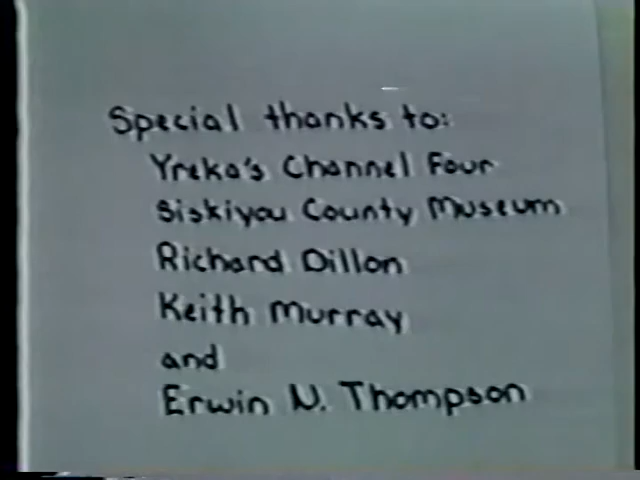 Special thanks to:
Yreka's Channel Four
Siskiyou County Museum
Richard Dillon
Keith Murray
and
Erwin N. Thompson